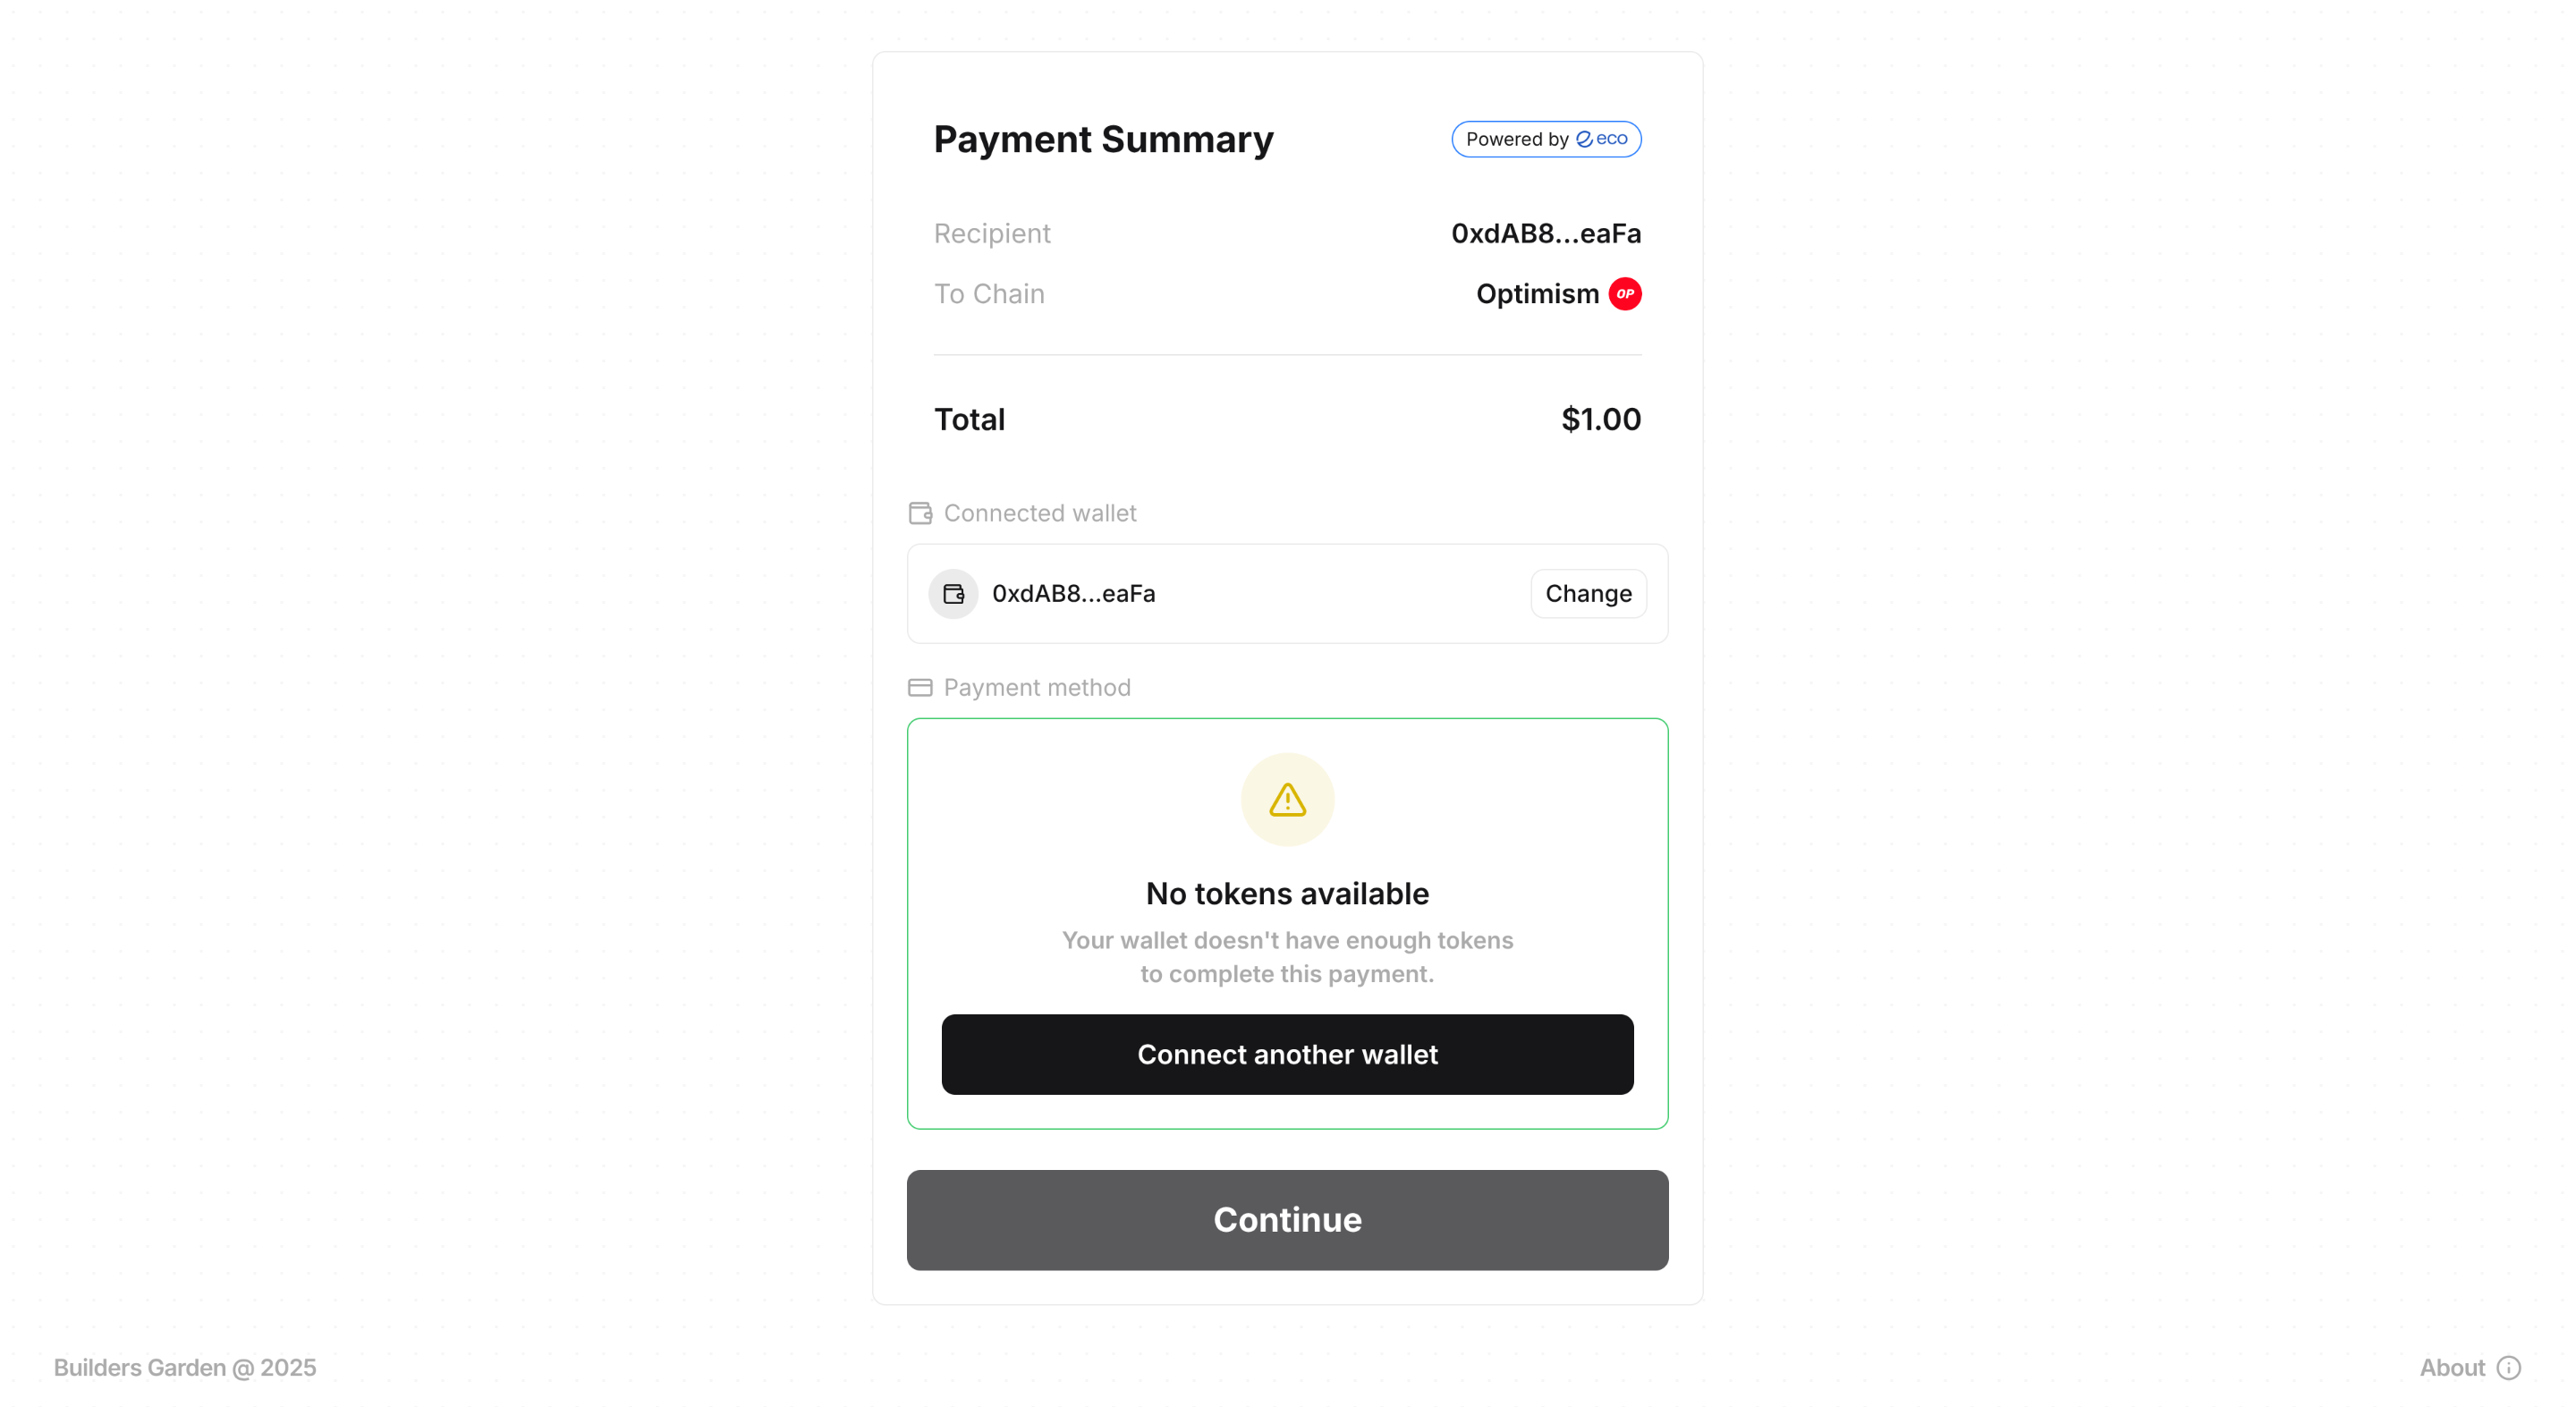 Payment Summary
Powered by eco
Recipient
0xdAB8...eaFa
To Chain
Optimism OP
Total
$1.00
Connected wallet
0xdAB8...eaFa
Change
Payment method
No tokens available
Your wallet doesn't have enough tokens
to complete this payment.
Connect another wallet
Continue
Builders Garden @ 2025
About